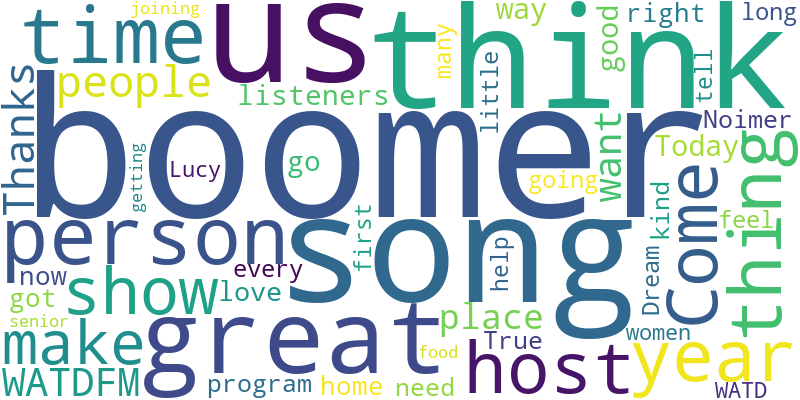 joining
time
us
think
many
way
good
right
long
people
Thanks
listeners
little
tell
boomer
Noimer
Today
want
thing
getting
Lucy
go
going
person
song
first
kind
Come
feel
now
every
help
Dream
show
love
got
senior
make
great
place
True
women
year
food
host
WATDFM
program
home
need
WATD